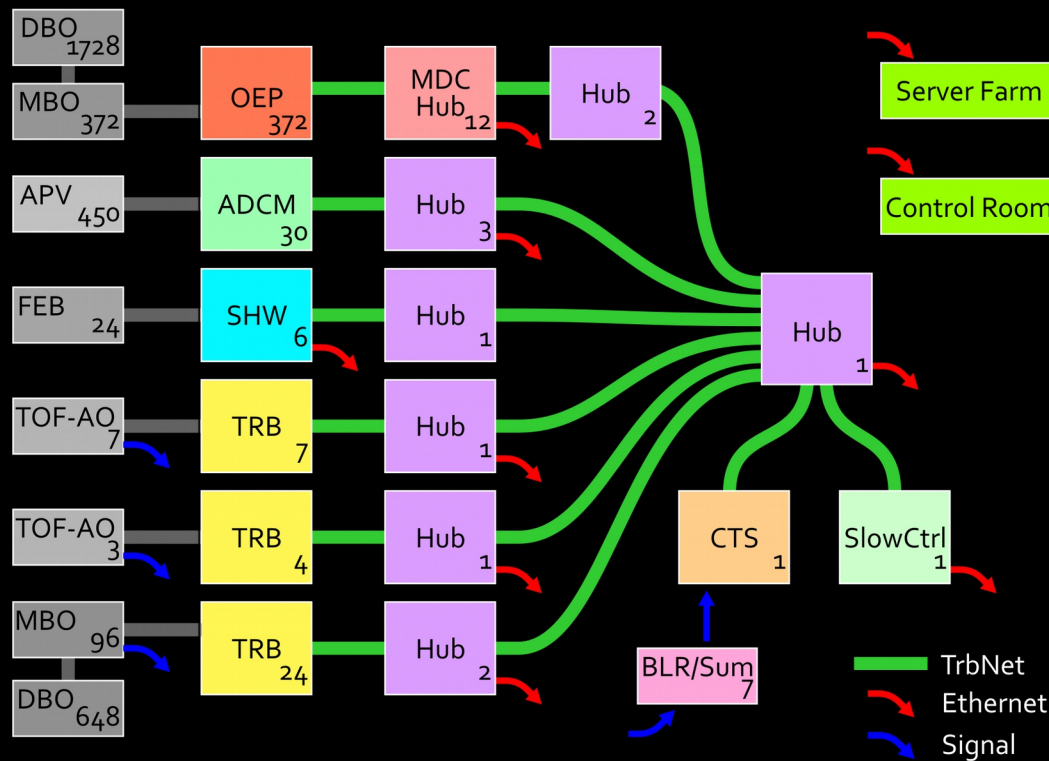 DBO
1728
MBO
372
OEP
372
MDC
Hub
12
Hub
2
Server Farm
APV
450
ADCM
30
Hub
3
Control Room
FEB
24
SHW
6
Hub
1
Hub
1
TOF-AO
7
TRB
7
Hub
1
TOF-AO
3
TRB
4
Hub
1
CTS
1
SlowCtrl
1
MBO
96
TRB
24
Hub
2
BLR/Sum
7
DBO
648
TrbNet
Ethernet
Signal